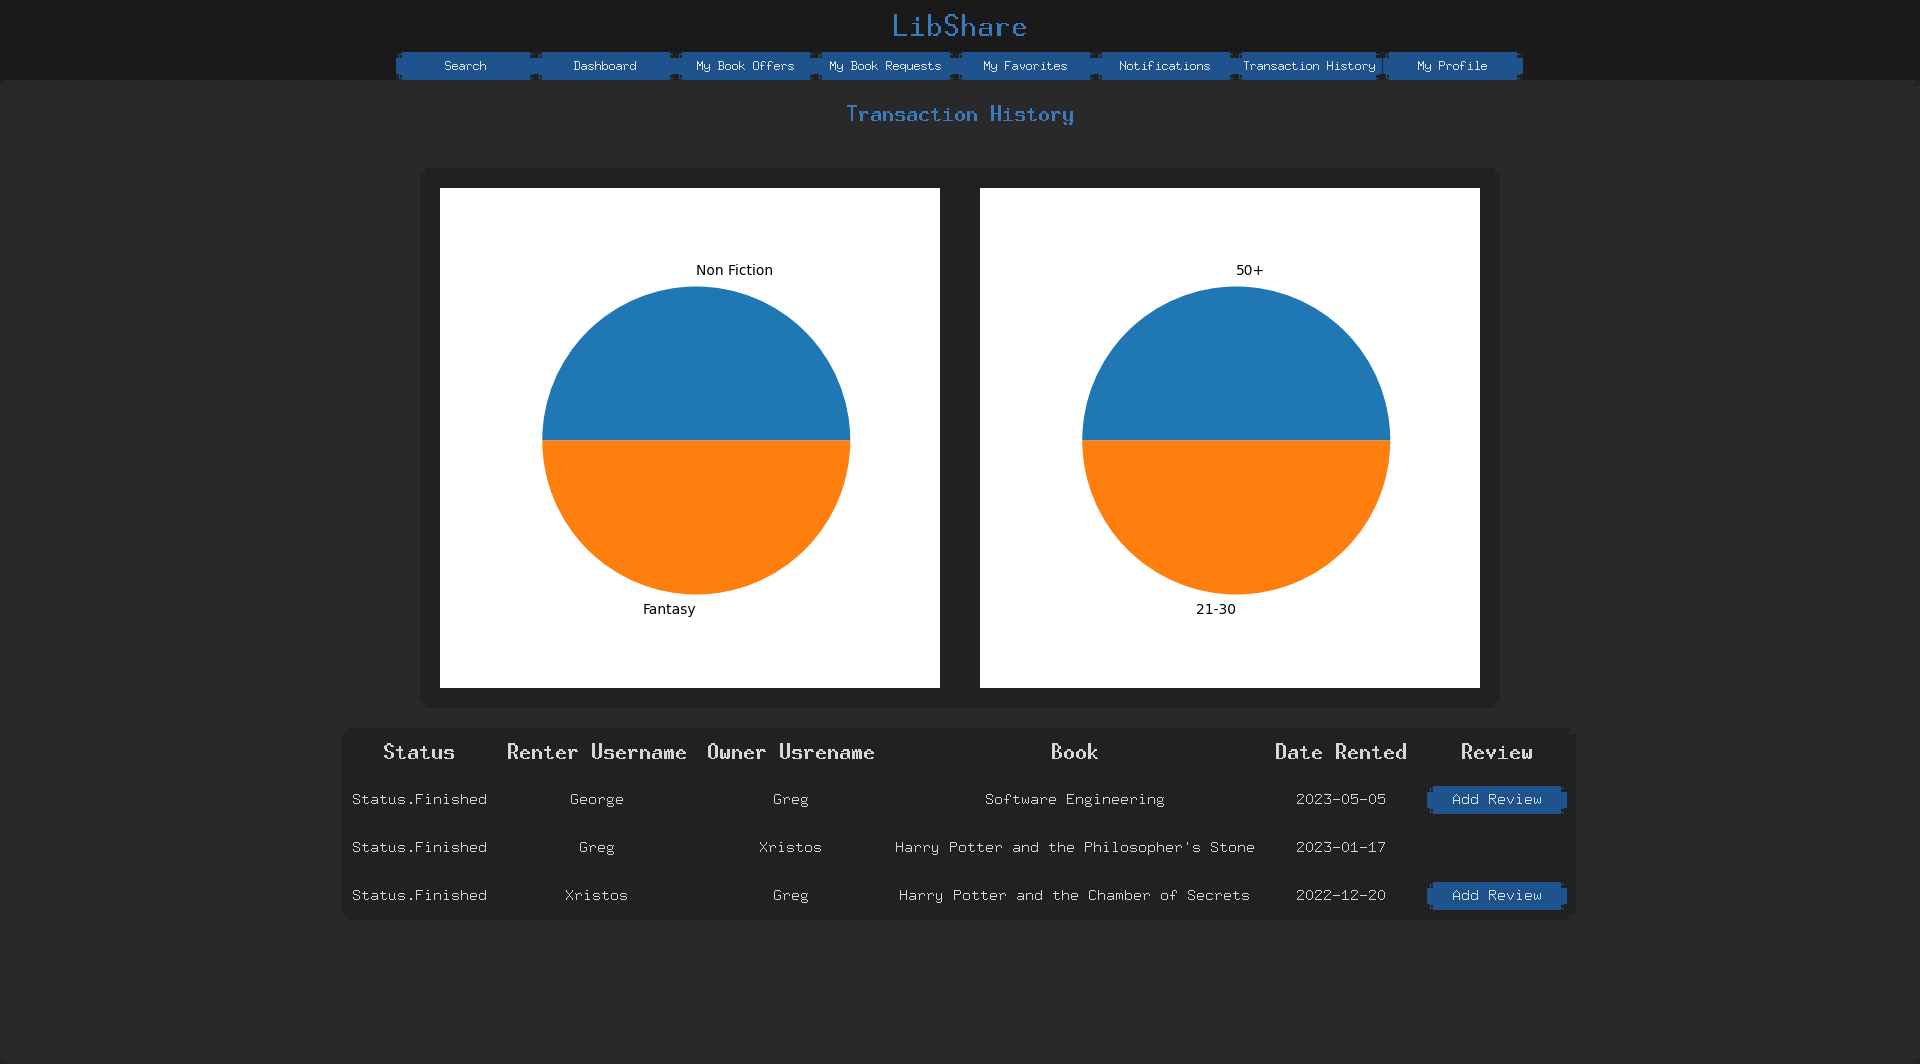 LibShare
Search Dashboard My Book Offers My Book Requests My Favorites Notifications Transaction History My Profile
Transaction History
Non Fiction
Fantasy
50+
21-30
Status Renter Username Owner Usrename Book Date Rented Review
Status.Finished George Greg Software Engineering 2023-05-05 Add Review
Status.Finished Greg Xristos Harry Potter and the Philosopher's Stone 2023-01-17
Status.Finished Xristos Greg Harry Potter and the Chamber of Secrets 2022-12-20 Add Review